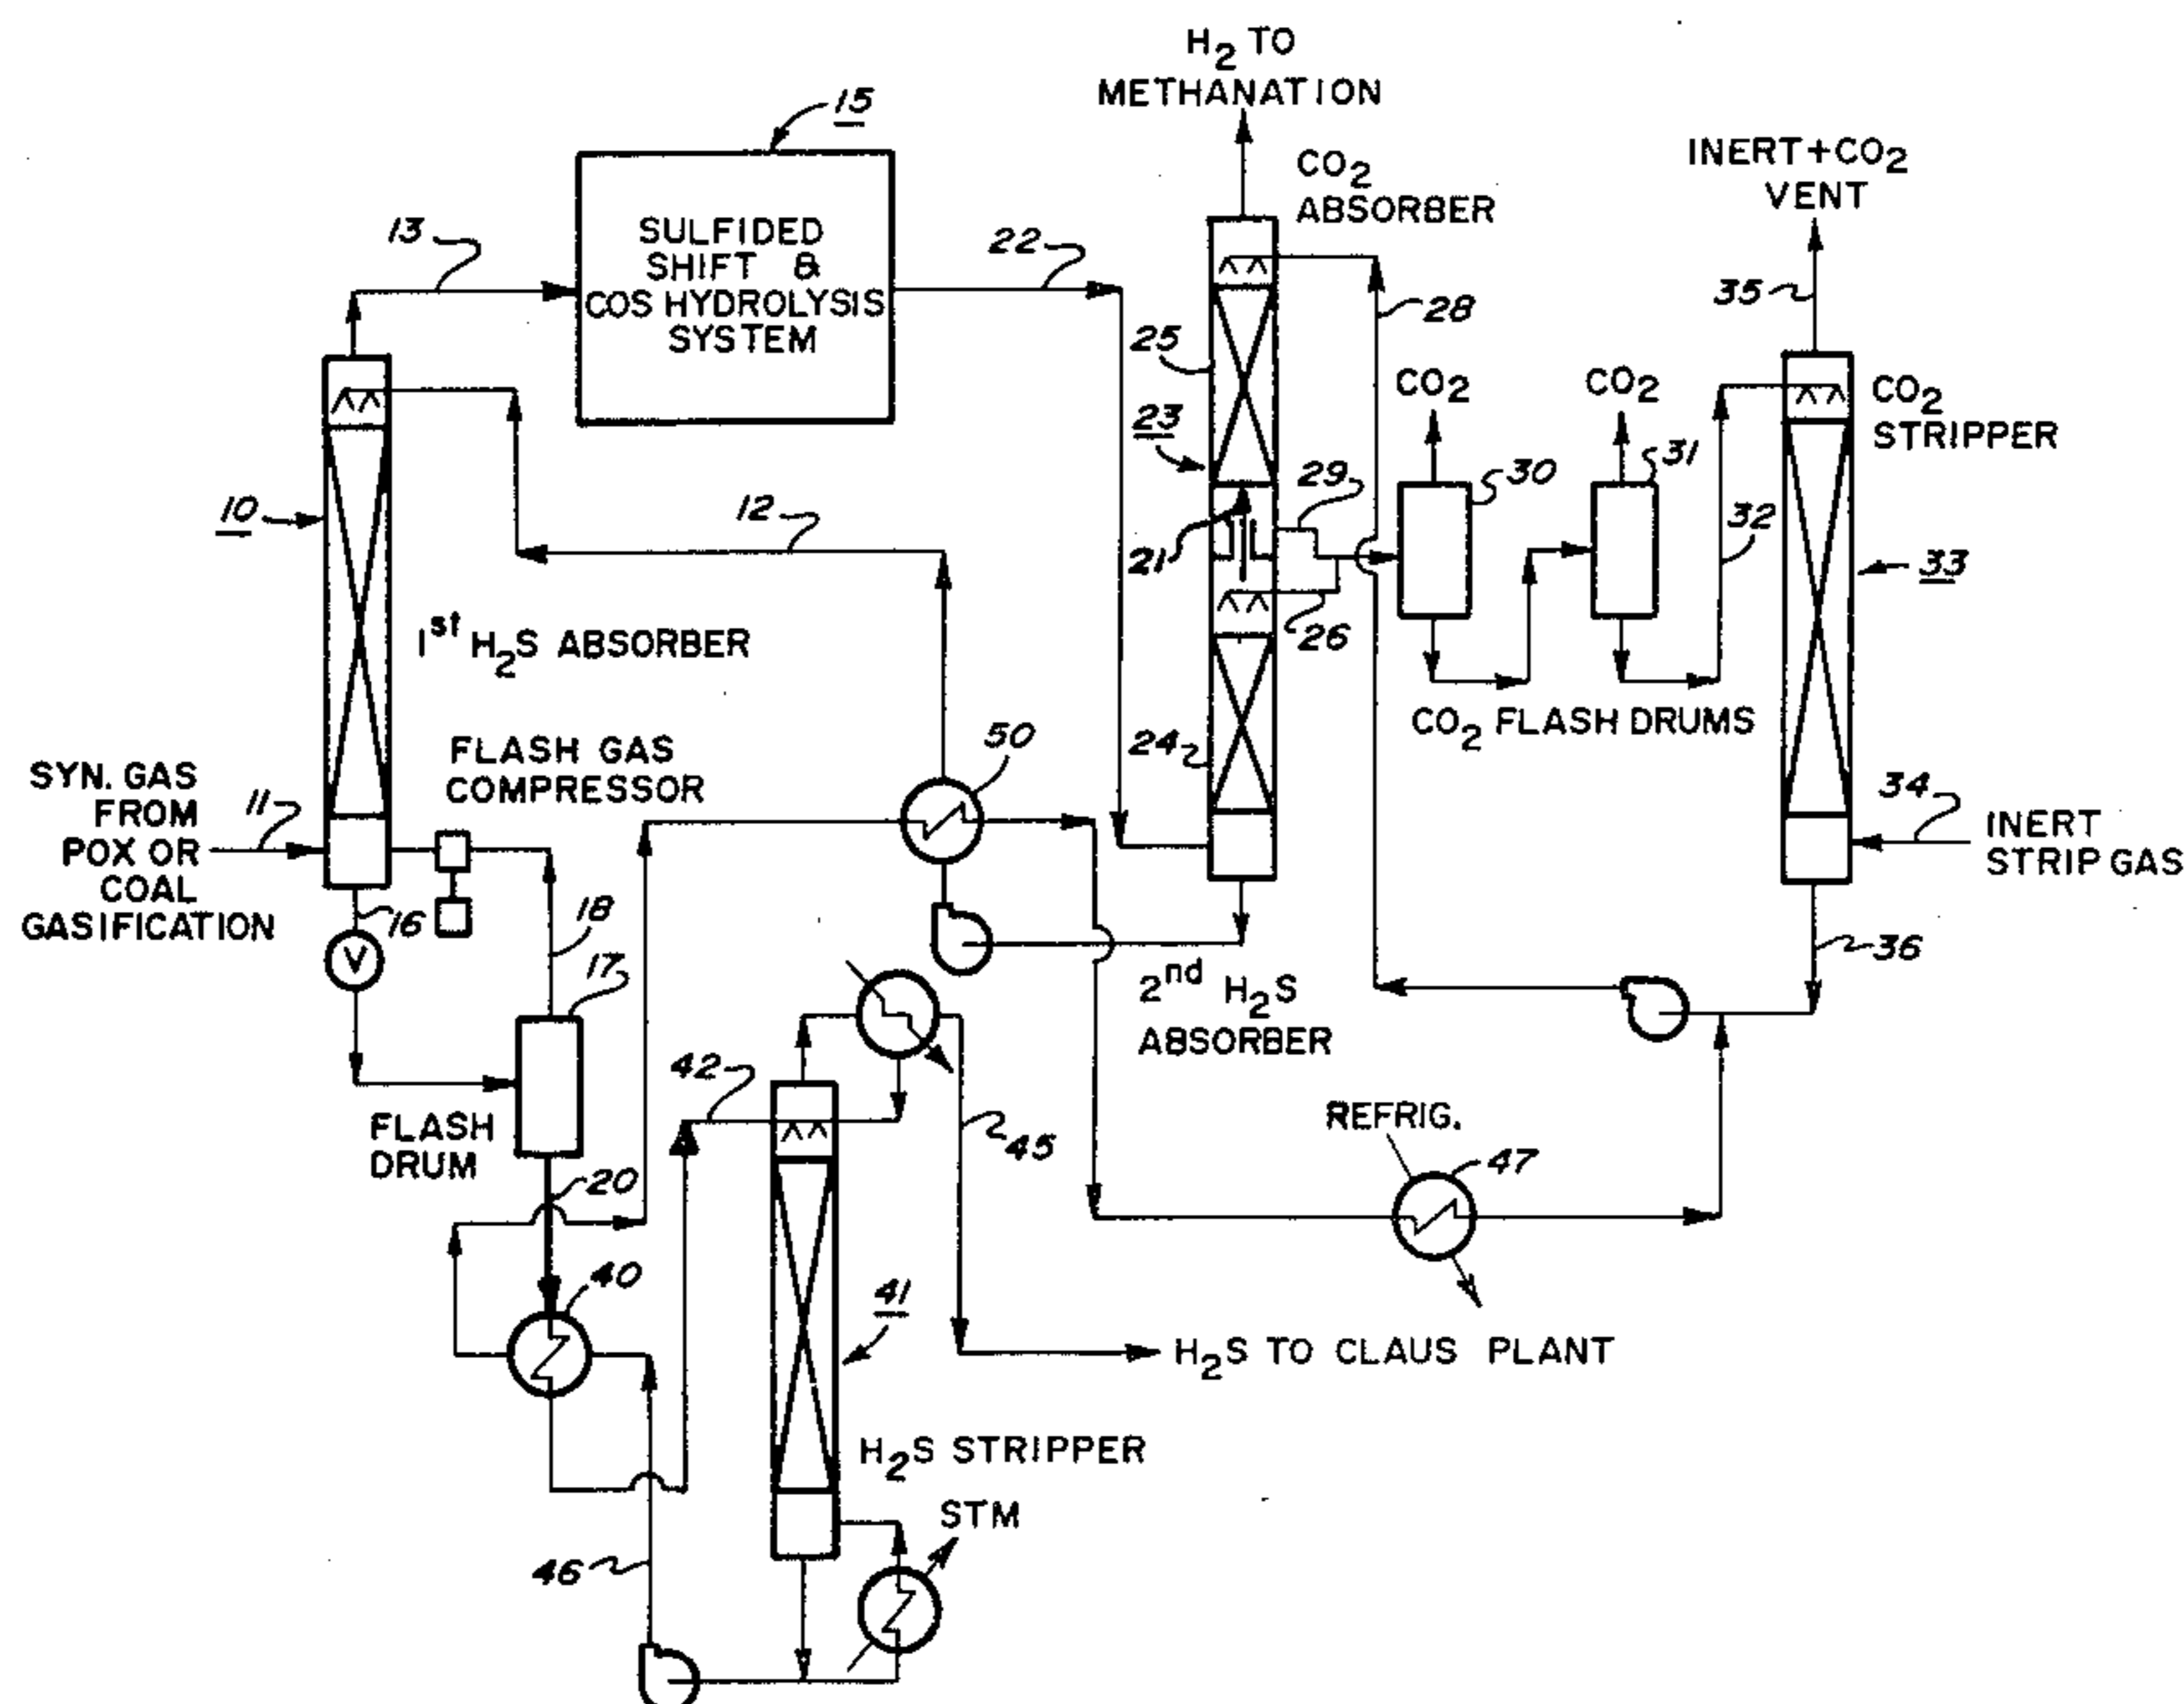 H2 TO
METHANATION
15
CO2
ABSORBER
INERT+CO2
VENT
13
SULFIDED
SHIFT &
COS HYDROLYSIS
SYSTEM
22
28
35
25
CO2
CO2
CO2
STRIPPER
23
10
12
29
30
31
32
21
33
26
1st H2S ABSORBER
CO2 FLASH DRUMS
24
50
FLASH GAS
COMPRESSOR
SYN. GAS
FROM
POX OR
COAL
GASIFICATION
11
34
INERT
STRIP GAS
16
V
18
17
36
2nd H2S
ABSORBER
42
45
FLASH
DRUM
20
REFRIG.
47
40
41
H2S TO CLAUS PLANT
H2S STRIPPER
STM
46